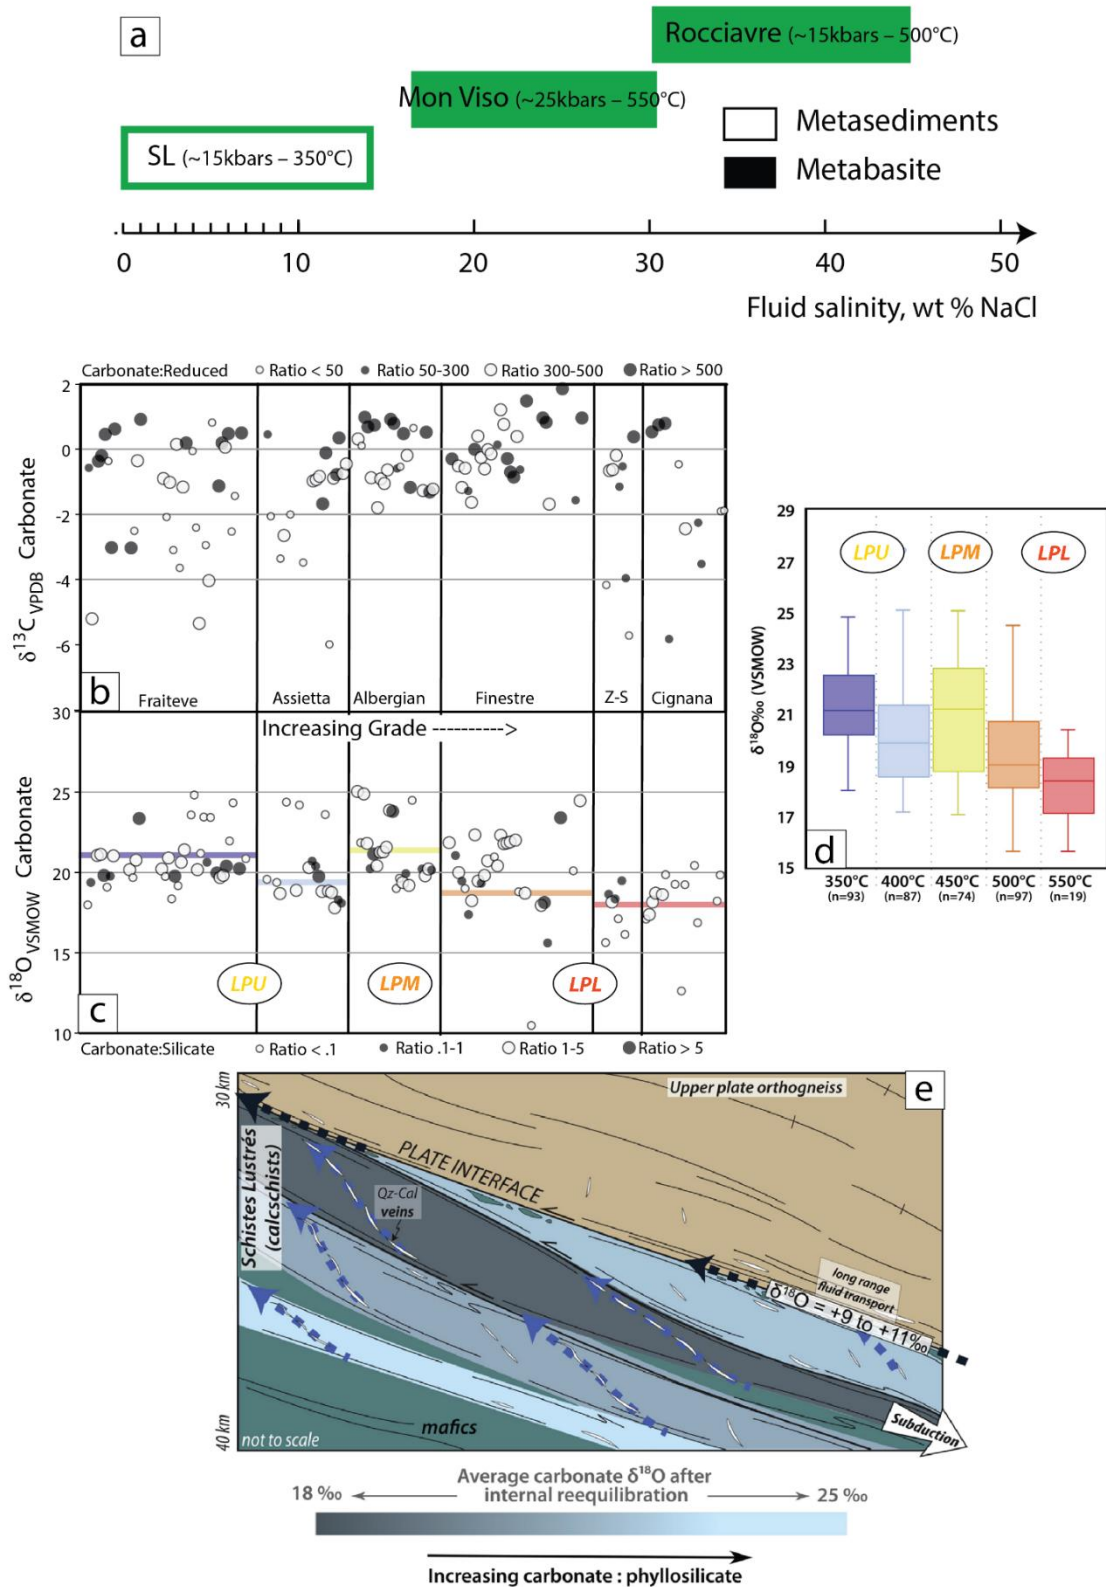 a
Rocciavre (~15kbars – 500°C)
Mon Viso (~25kbars – 550°C)
SL (~15kbars – 350°C)
Metasediments
Metabasite
0 10 20 30 40 50
Fluid salinity, wt % NaCl
Carbonate:Reduced Ratio < 50 Ratio 50-300 Ratio 300-500 Ratio > 500
2
0
-2
-4
-6
δ13C VPDB Carbonate
b
Fraiteve Assietta Albergian Finestre Z-S Cignana
Increasing Grade ---------->
30
25
20
15
10
δ18O VSMOW Carbonate
LPU LPM LPL
c
Carbonate:Silicate Ratio < .1 Ratio .1-1 Ratio 1-5 Ratio > 5
29
27
25
23
21
19
17
15
δ18O‰ (VSMOW)
LPU LPM LPL
d
350°C 400°C 450°C 500°C 550°C
(n=93) (n=87) (n=74) (n=97) (n=19)
e
30 km
40 km
Upper plate orthogneiss
PLATE INTERFACE
Schistes Lustrés
(calcschists)
Qz-Cal
veins
long range
fluid transport
δ18O = +9 to +11‰
mafics
not to scale
Subduction
Average carbonate δ18O after
internal reequilibration
18 ‰ 25 ‰
Increasing carbonate : phyllosilicate